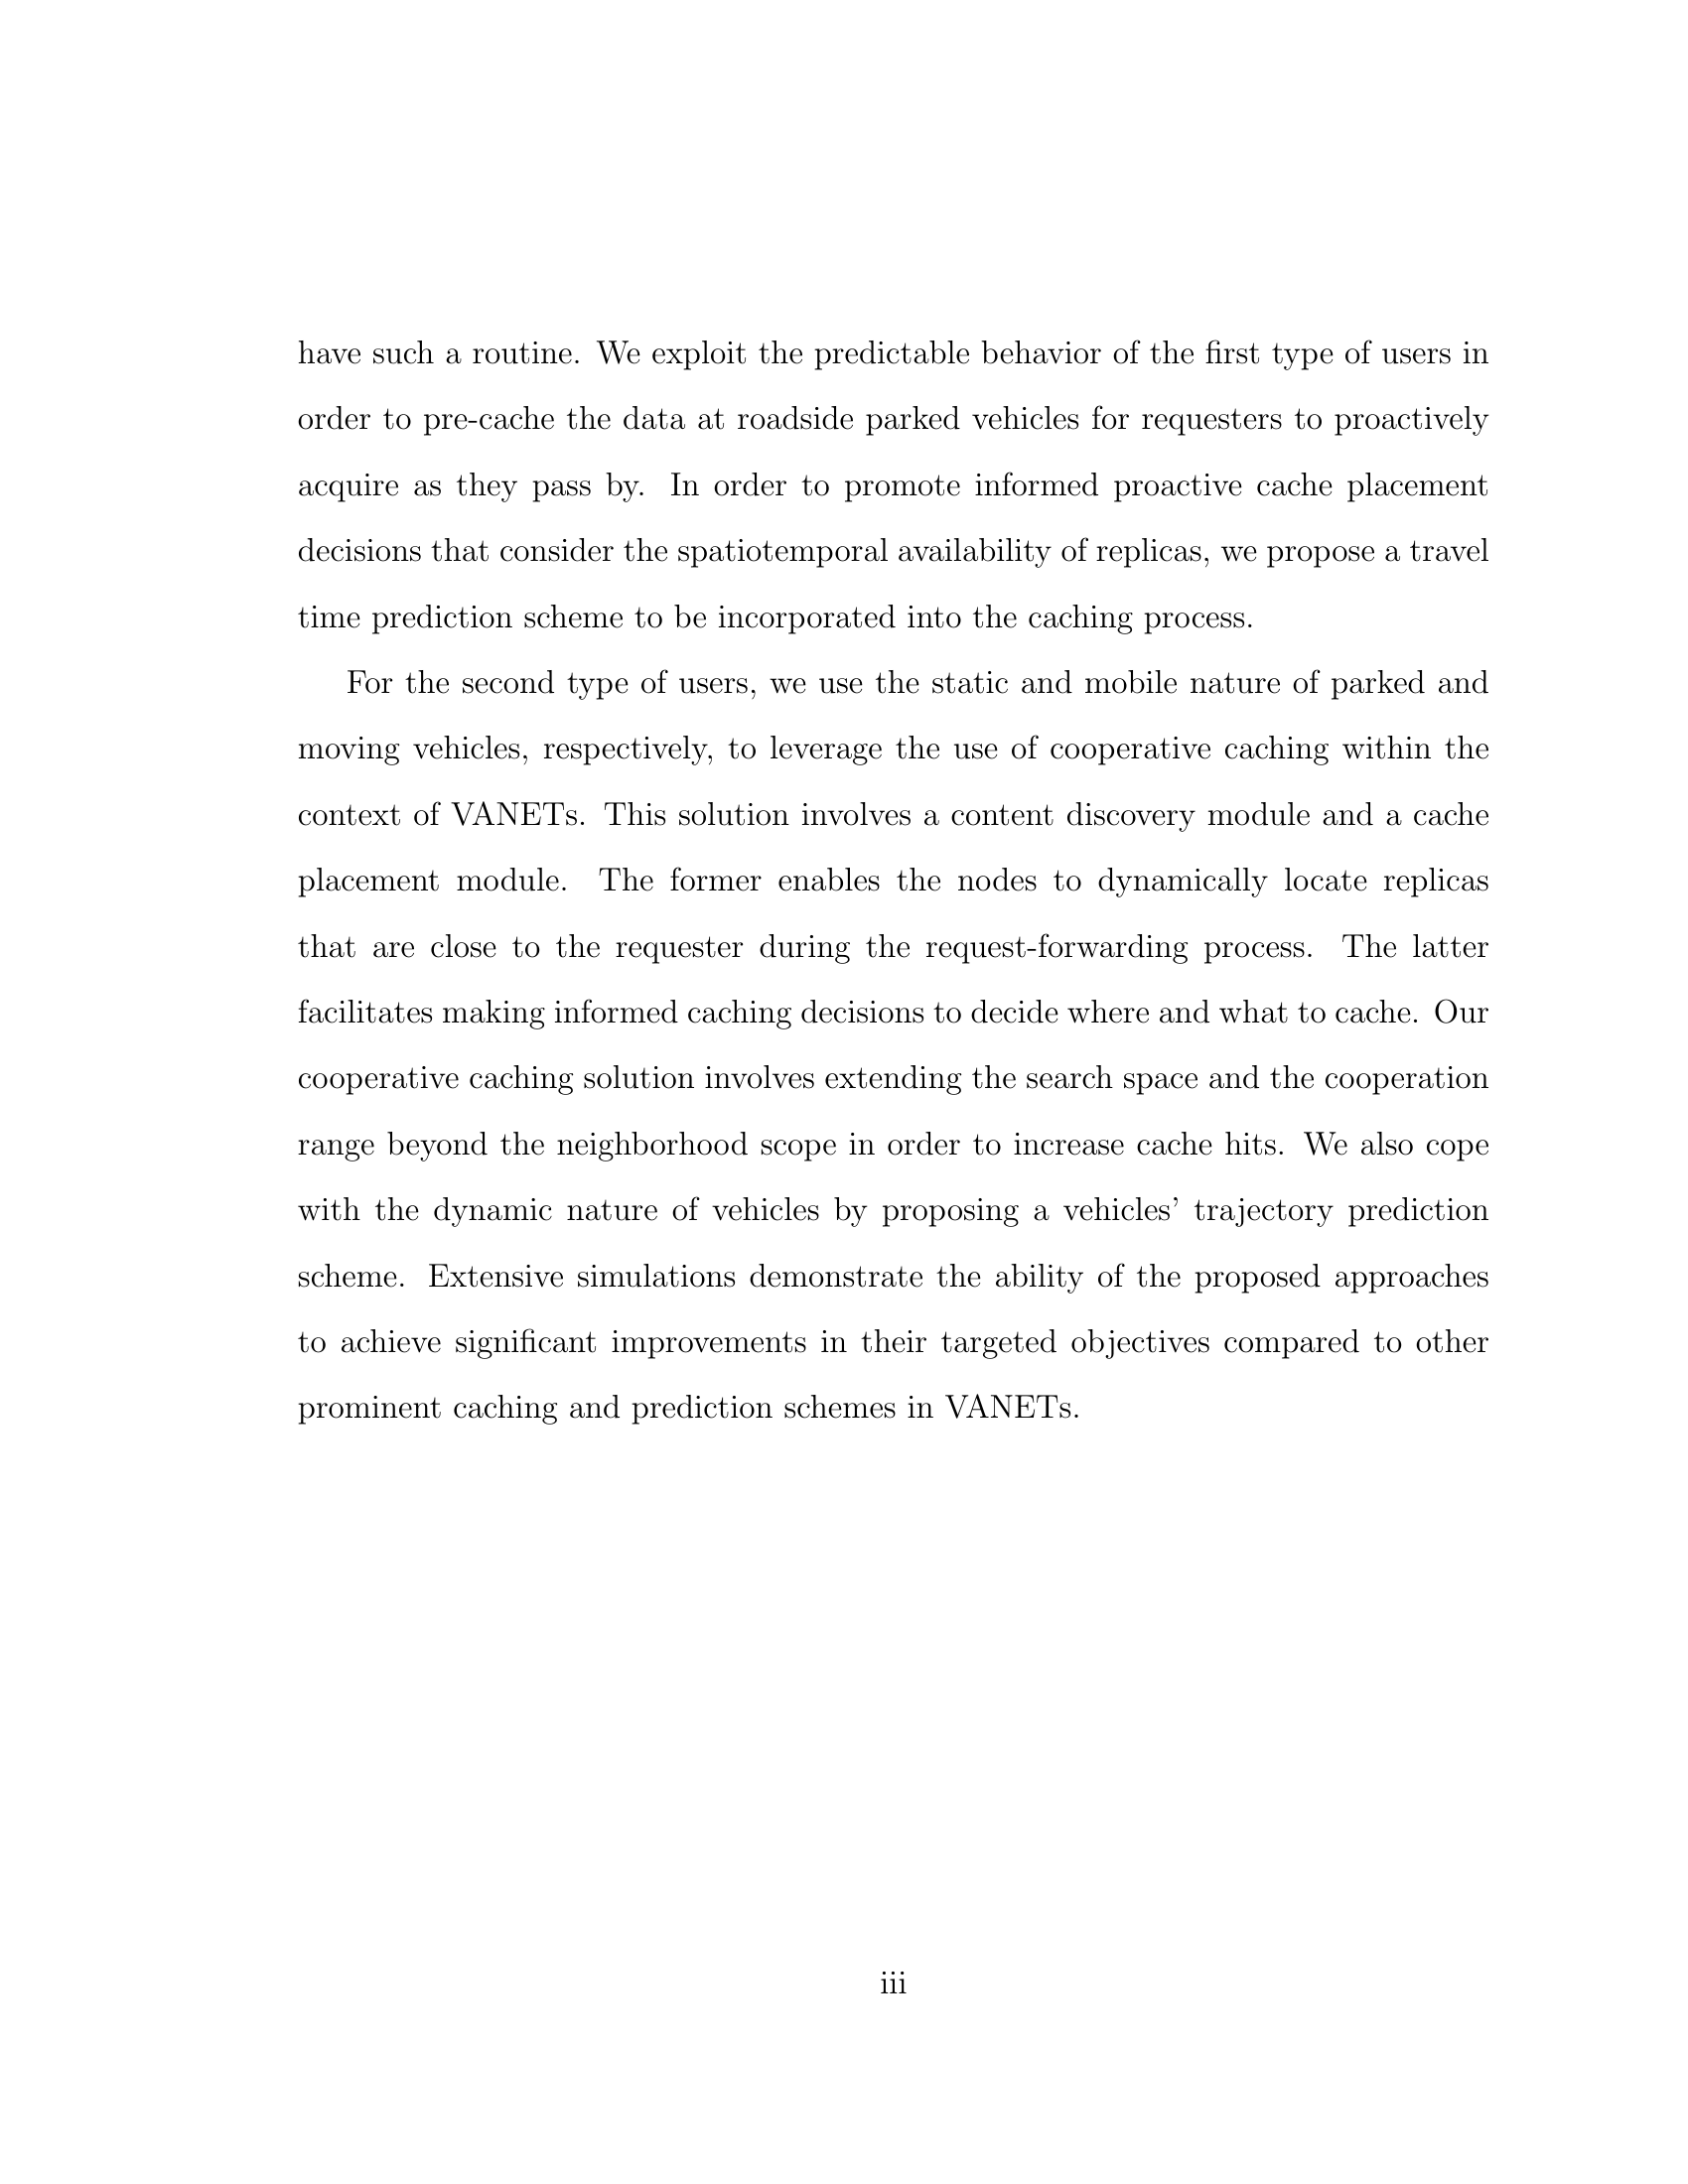 have such a routine. We exploit the predictable behavior of the first type of users in
order to pre-cache the data at roadside parked vehicles for requesters to proactively
acquire as they pass by. In order to promote informed proactive cache placement
decisions that consider the spatiotemporal availability of replicas, we propose a travel
time prediction scheme to be incorporated into the caching process.
For the second type of users, we use the static and mobile nature of parked and
moving vehicles, respectively, to leverage the use of cooperative caching within the
context of VANETs. This solution involves a content discovery module and a cache
placement module. The former enables the nodes to dynamically locate replicas
that are close to the requester during the request-forwarding process. The latter
facilitates making informed caching decisions to decide where and what to cache. Our
cooperative caching solution involves extending the search space and the cooperation
range beyond the neighborhood scope in order to increase cache hits. We also cope
with the dynamic nature of vehicles by proposing a vehicles’ trajectory prediction
scheme. Extensive simulations demonstrate the ability of the proposed approaches
to achieve significant improvements in their targeted objectives compared to other
prominent caching and prediction schemes in VANETs.
iii